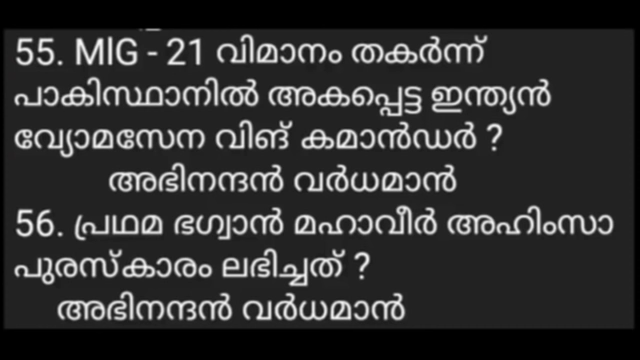 55. MIG - 21 വിമാനം തകർന്ന്
പാകിസ്ഥാനിൽ അകപ്പെട്ട ഇന്ത്യൻ
വ്യോമസേന വിങ് കമാൻഡർ ?
അഭിനന്ദൻ വർധമാൻ
56. പ്രഥമ ഭഗ്വാൻ മഹാവീർ അഹിംസാ
പുരസ്കാരം ലഭിച്ചത് ?
അഭിനന്ദൻ വർധമാൻ